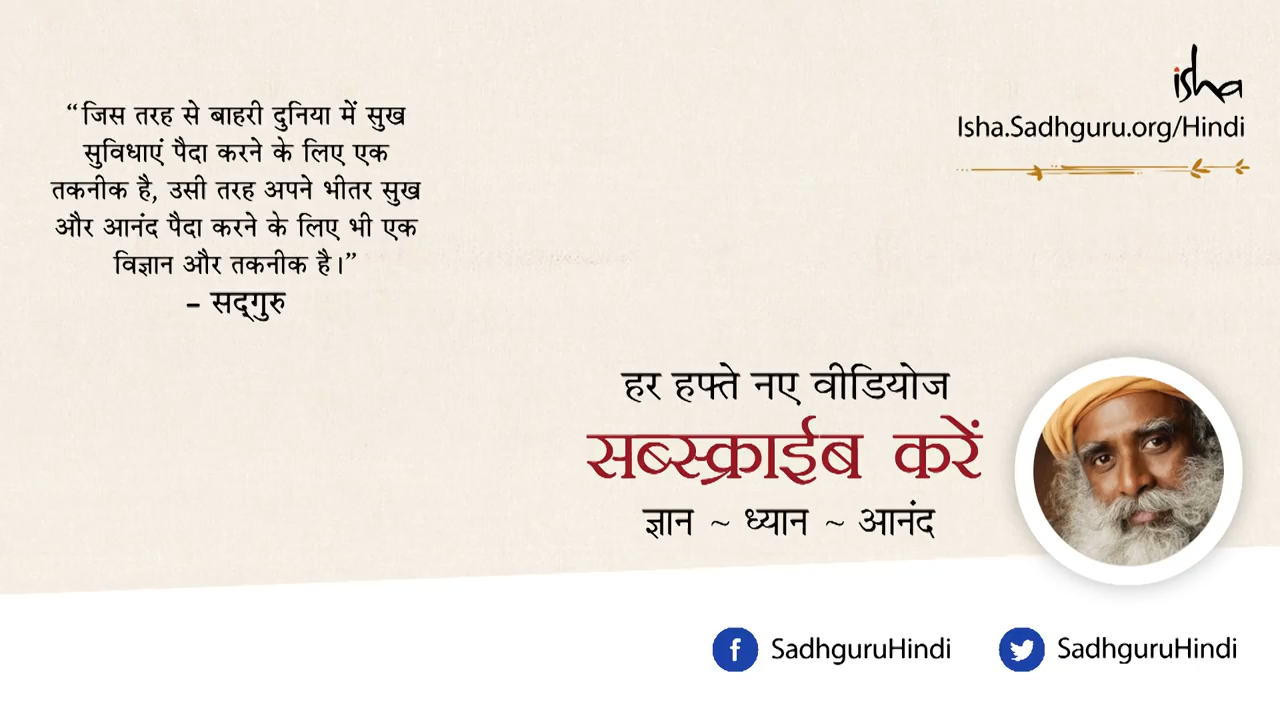 “जिस तरह से बाहरी दुनिया में सुख
सुविधाएं पैदा करने के लिए एक
तकनीक है, उसी तरह अपने भीतर सुख
और आनंद पैदा करने के लिए भी एक
विज्ञान और तकनीक है।”
– सद्गुरु
isha
Isha.Sadhguru.org/Hindi
हर हफ्ते नए वीडियोज
सब्स्क्राईब करें
ज्ञान ~ ध्यान ~ आनंद
f SadhguruHindi
SadhguruHindi